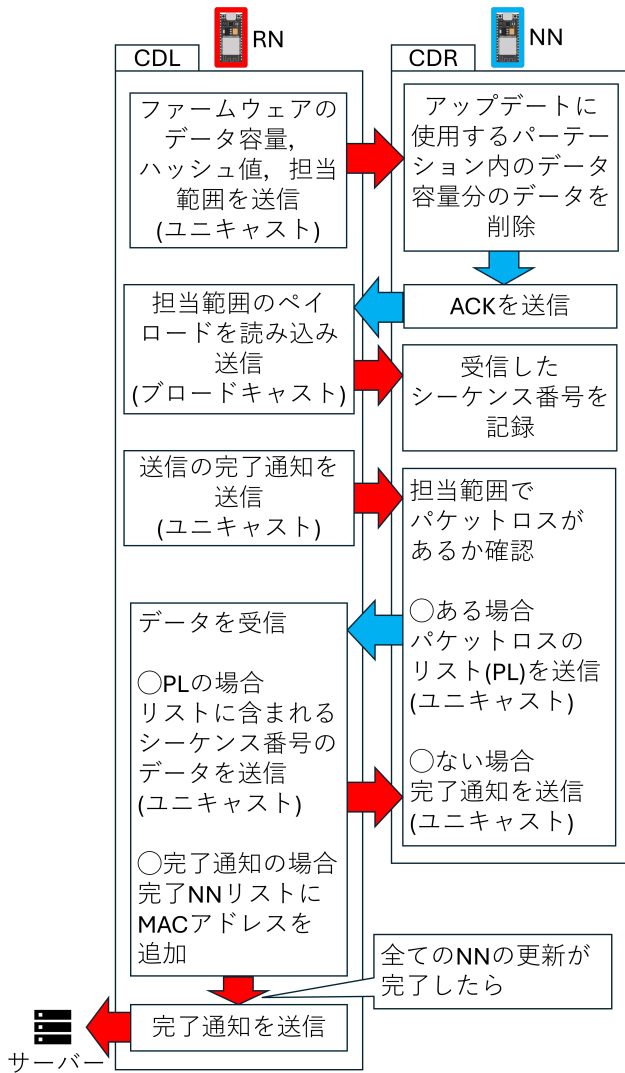 RN
NN
CDL
CDR
ファームウェアの
データ容量,
ハッシュ値, 担当
範囲を送信
(ユニキャスト)
アップデートに
使用するパーテー
ション内のデータ
容量分のデータを
削除
ACKを送信
担当範囲のペイ
ロードを読み込み
送信
(ブロードキャスト)
受信した
シーケンス番号を
記録
送信の完了通知を
送信
(ユニキャスト)
担当範囲で
パケットロスが
あるか確認
◯ある場合
パケットロスの
リスト(PL)を送信
(ユニキャスト)
◯ない場合
完了通知を送信
(ユニキャスト)
データを受信
◯PLの場合
リストに含まれる
シーケンス番号の
データを送信
(ユニキャスト)
◯完了通知の場合
完了NNリストに
MACアドレスを
追加
全てのNNの更新が
完了したら
完了通知を送信
サーバー